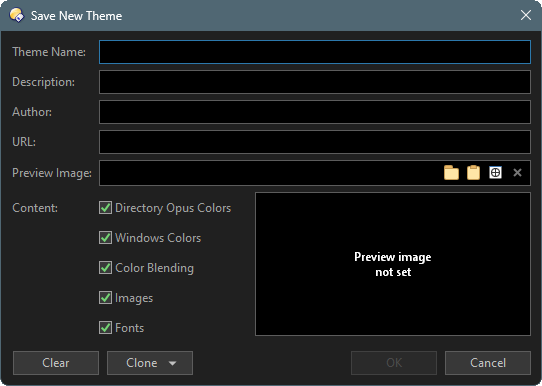 Save New Theme
Theme Name:
Description:
Author:
URL:
Preview Image:
Content:
Directory Opus Colors
Windows Colors
Color Blending
Images
Fonts
Preview image
not set
Clear
Clone
OK
Cancel